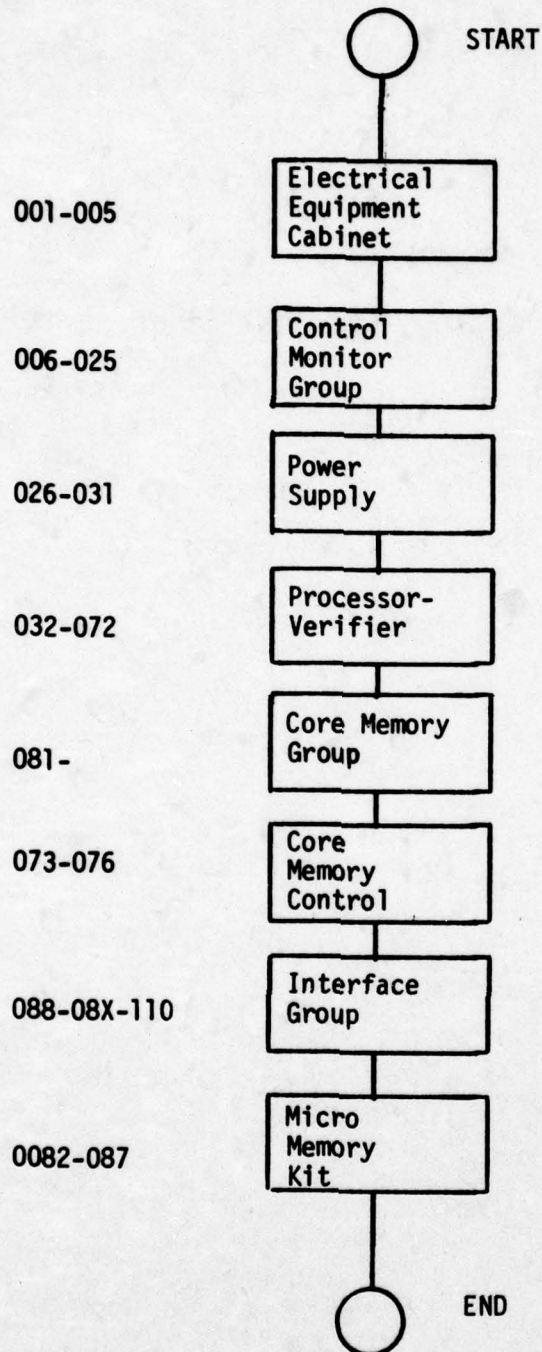 START
001-005
Electrical
Equipment
Cabinet
006-025
Control
Monitor
Group
026-031
Power
Supply
032-072
Processor-
Verifier
081-
Core Memory
Group
073-076
Core
Memory
Control
088-08X-110
Interface
Group
0082-087
Micro
Memory
Kit
END